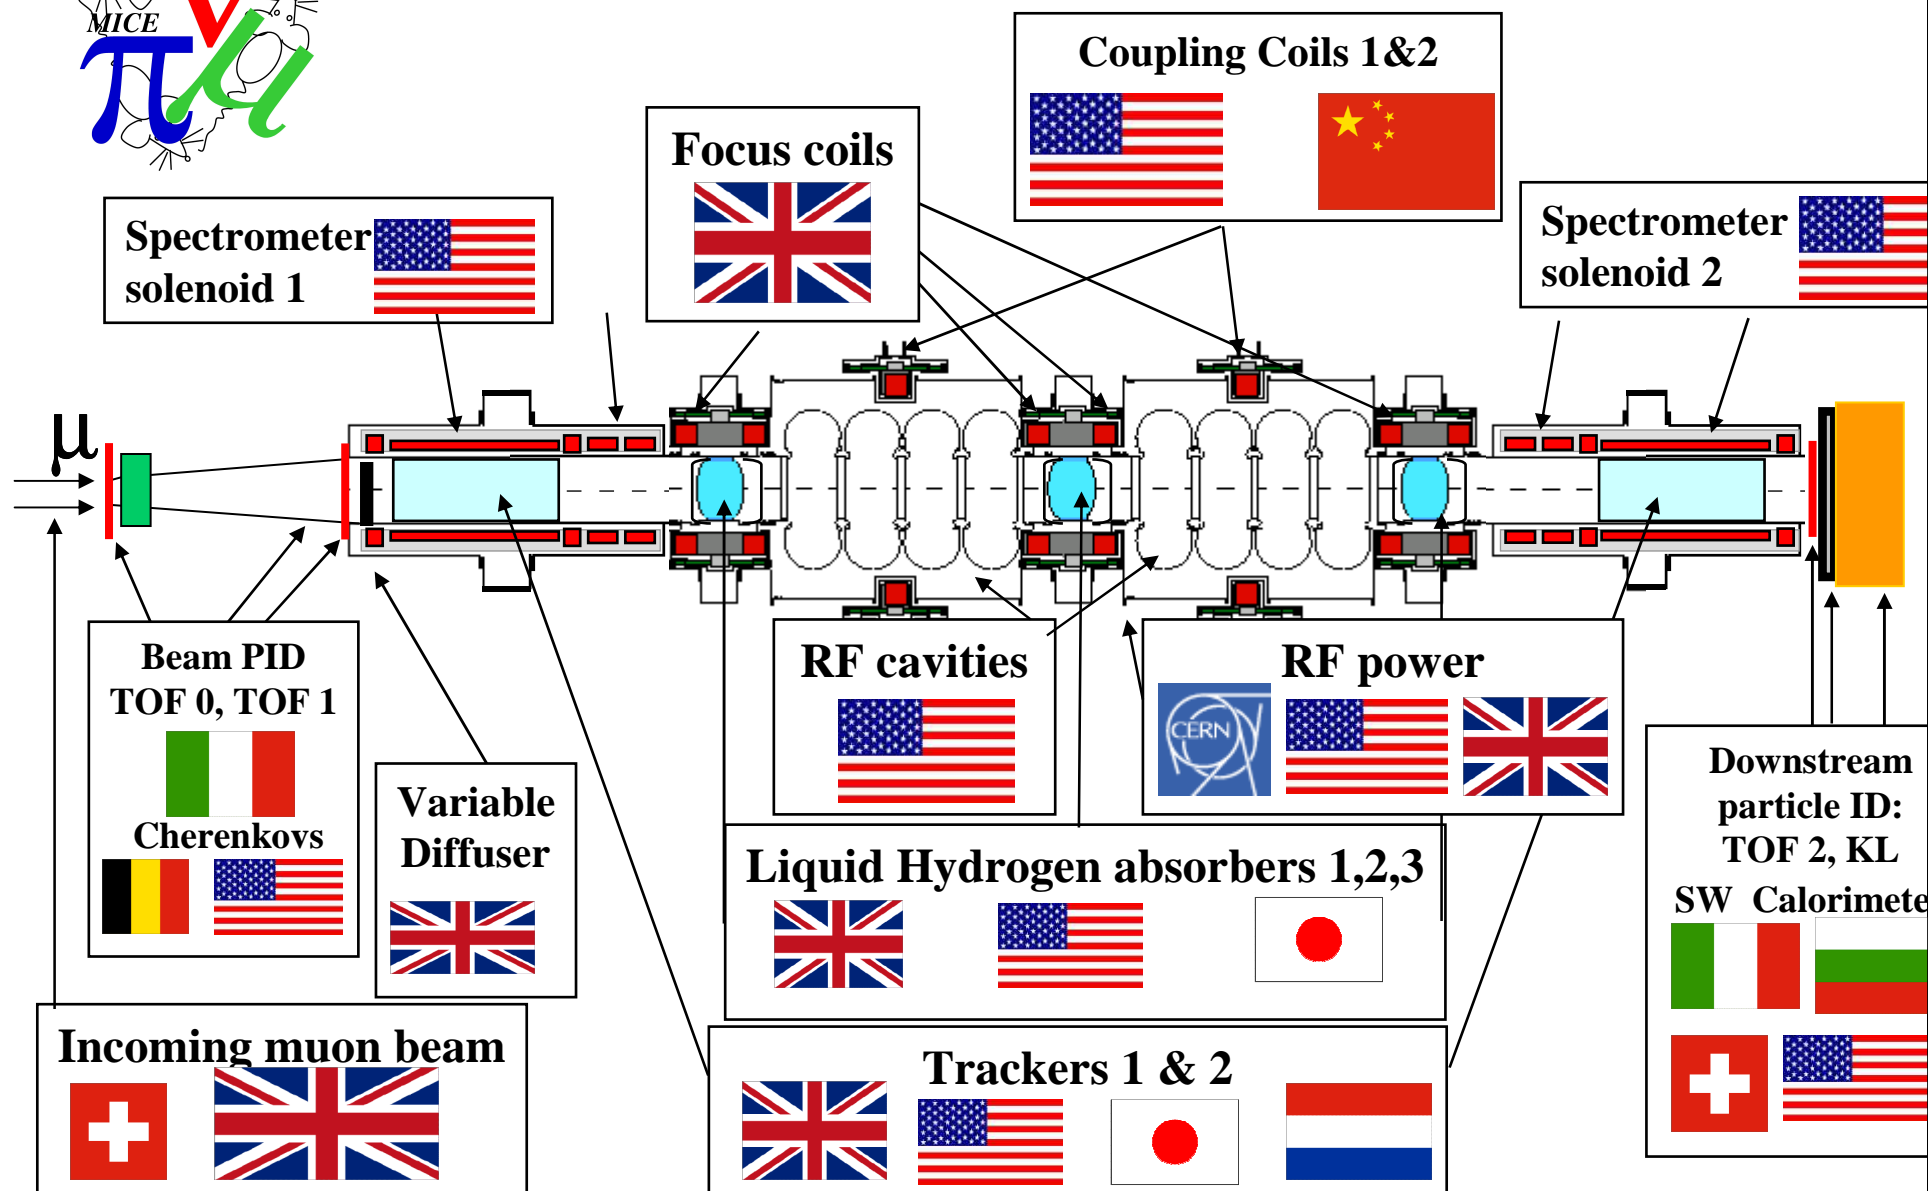 MICE
πνμ
Coupling Coils 1&2
Focus coils
Spectrometer
solenoid 1
Spectrometer
solenoid 2
μ
Beam PID
TOF 0, TOF 1
Cherenkovs
Variable
Diffuser
RF cavities
RF power
CERN
Downstream
particle ID:
TOF 2, KL
SW Calorimete
Liquid Hydrogen absorbers 1,2,3
Incoming muon beam
Trackers 1 & 2